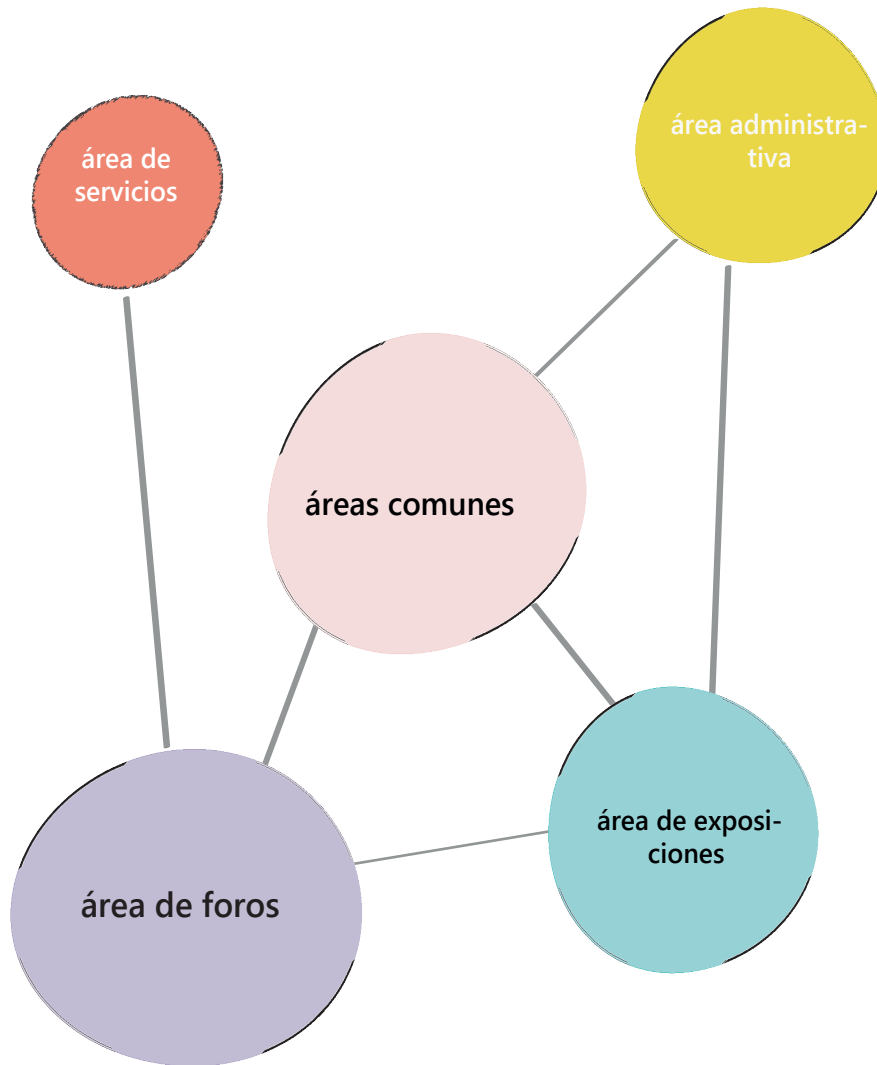 área administra-
tiva
área de
servicios
áreas comunes
área de exposi-
ciones
área de foros